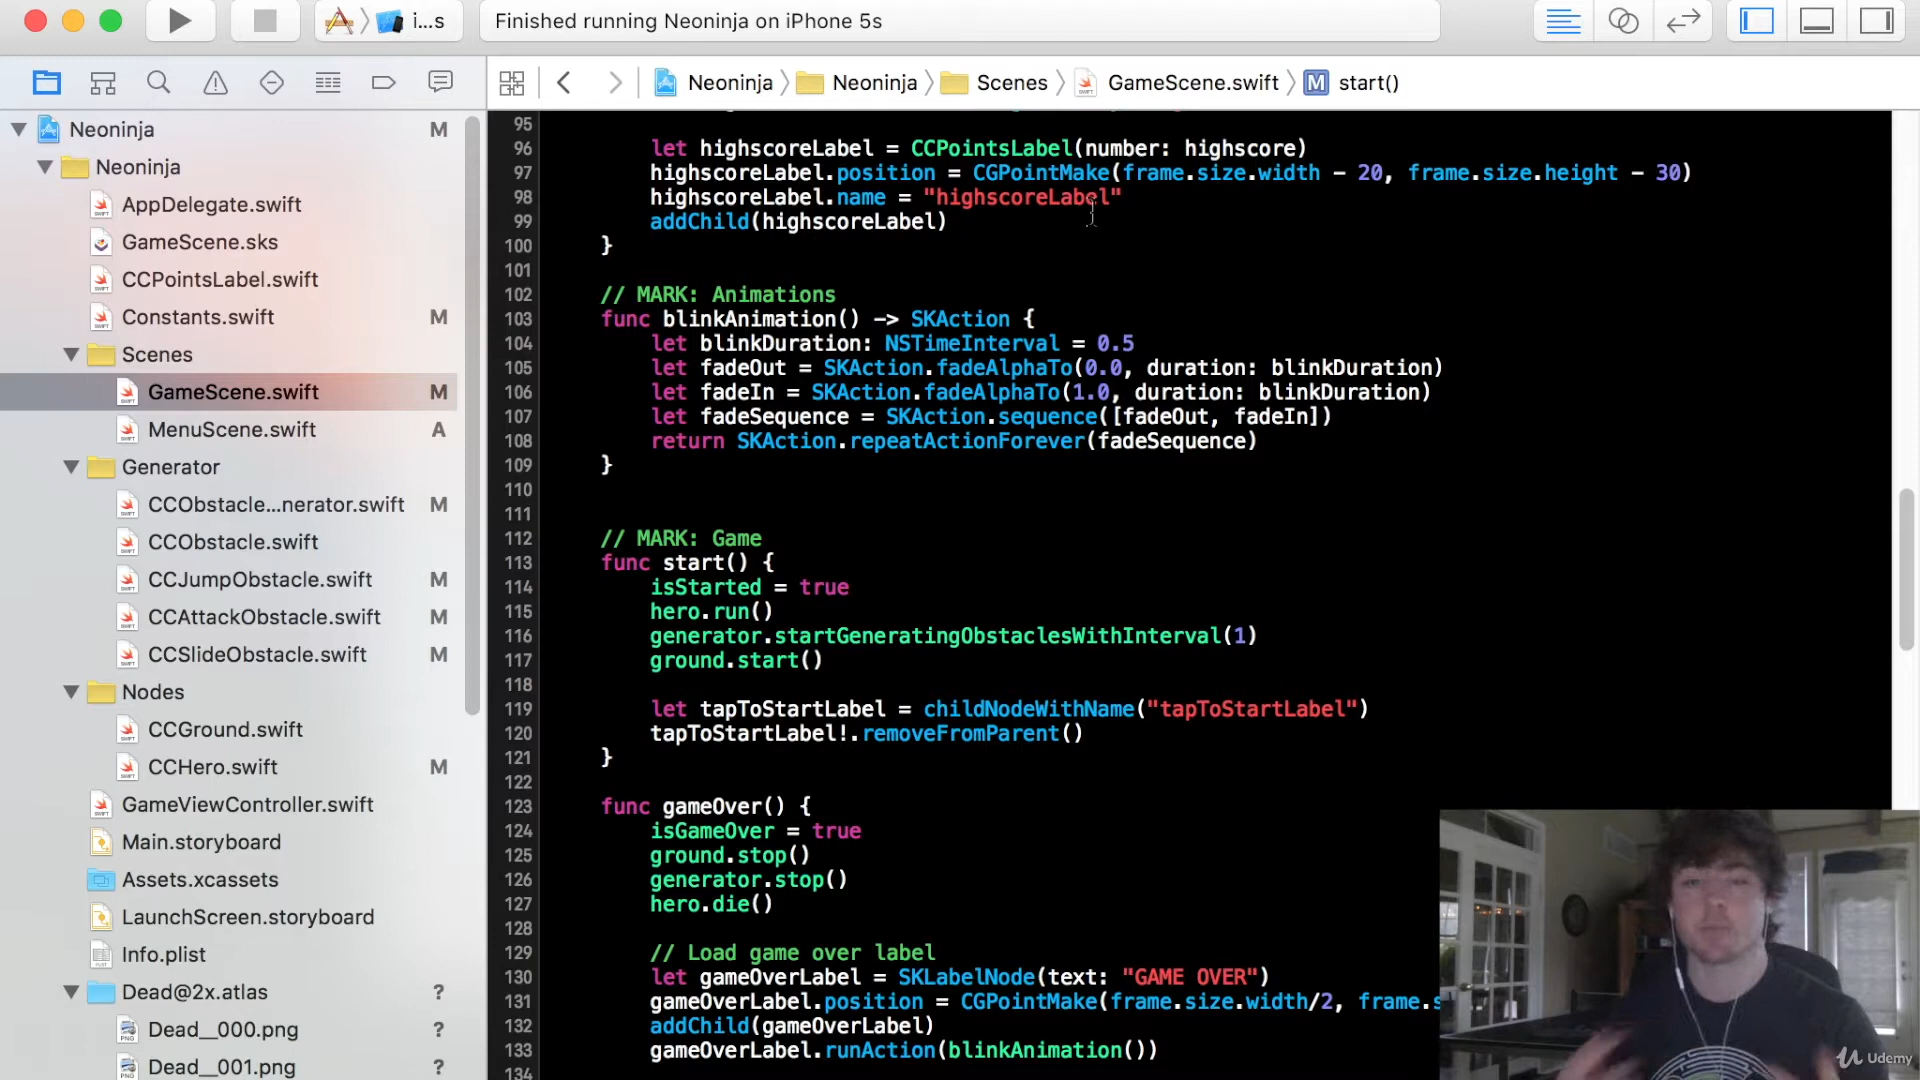 i...s
Finished running Neoninja on iPhone 5s
Neoninja
Neoninja
Scenes
GameScene.swift
M
start()
Neoninja
M
Neoninja
AppDelegate.swift
GameScene.sks
CCPointsLabel.swift
Constants.swift
M
Scenes
GameScene.swift
M
MenuScene.swift
A
Generator
CCObstacle...nerator.swift
M
CCObstacle.swift
CCJumpObstacle.swift
M
CCAttackObstacle.swift
M
CCSlideObstacle.swift
M
Nodes
CCGround.swift
CCHero.swift
M
GameViewController.swift
Main.storyboard
Assets.xcassets
LaunchScreen.storyboard
Info.plist
Dead@2x.atlas
?
Dead__000.png
?
Dead__001.png
?
95
96 let highscoreLabel = CCPointsLabel(number: highscore)
97 highscoreLabel.position = CGPointMake(frame.size.width - 20, frame.size.height - 30)
98 highscoreLabel.name = "highscoreLabel"
99 addChild(highscoreLabel)
100 }
101
102 // MARK: Animations
103 func blinkAnimation() -> SKAction {
104 let blinkDuration: NSTimeInterval = 0.5
105 let fadeOut = SKAction.fadeAlphaTo(0.0, duration: blinkDuration)
106 let fadeIn = SKAction.fadeAlphaTo(1.0, duration: blinkDuration)
107 let fadeSequence = SKAction.sequence([fadeOut, fadeIn])
108 return SKAction.repeatActionForever(fadeSequence)
109 }
110
111
112 // MARK: Game
113 func start() {
114 isStarted = true
115 hero.run()
116 generator.startGeneratingObstaclesWithInterval(1)
117 ground.start()
118
119 let tapToStartLabel = childNodeWithName("tapToStartLabel")
120 tapToStartLabel!.removeFromParent()
121 }
122
123 func gameOver() {
124 isGameOver = true
125 ground.stop()
126 generator.stop()
127 hero.die()
128
129 // Load game over label
130 let gameOverLabel = SKLabelNode(text: "GAME OVER")
131 gameOverLabel.position = CGPointMake(frame.size.width/2, frame.s
132 addChild(gameOverLabel)
133 gameOverLabel.runAction(blinkAnimation())
134
Udemy